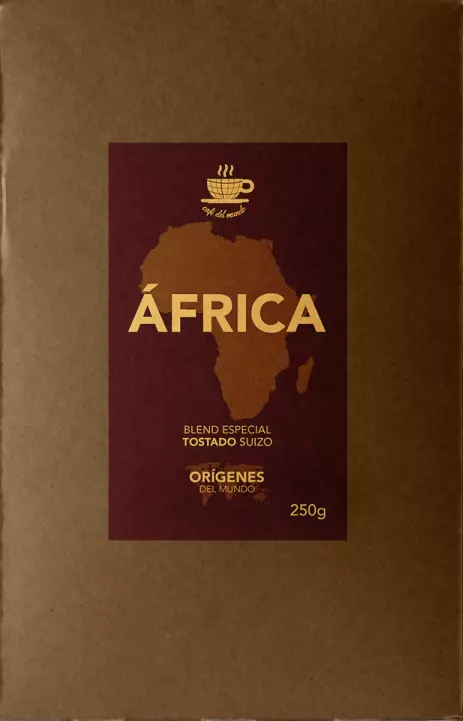 café del mundo
ÁFRICA
BLEND ESPECIAL
TOSTADO SUIZO
ORÍGENES
DEL MUNDO
250g